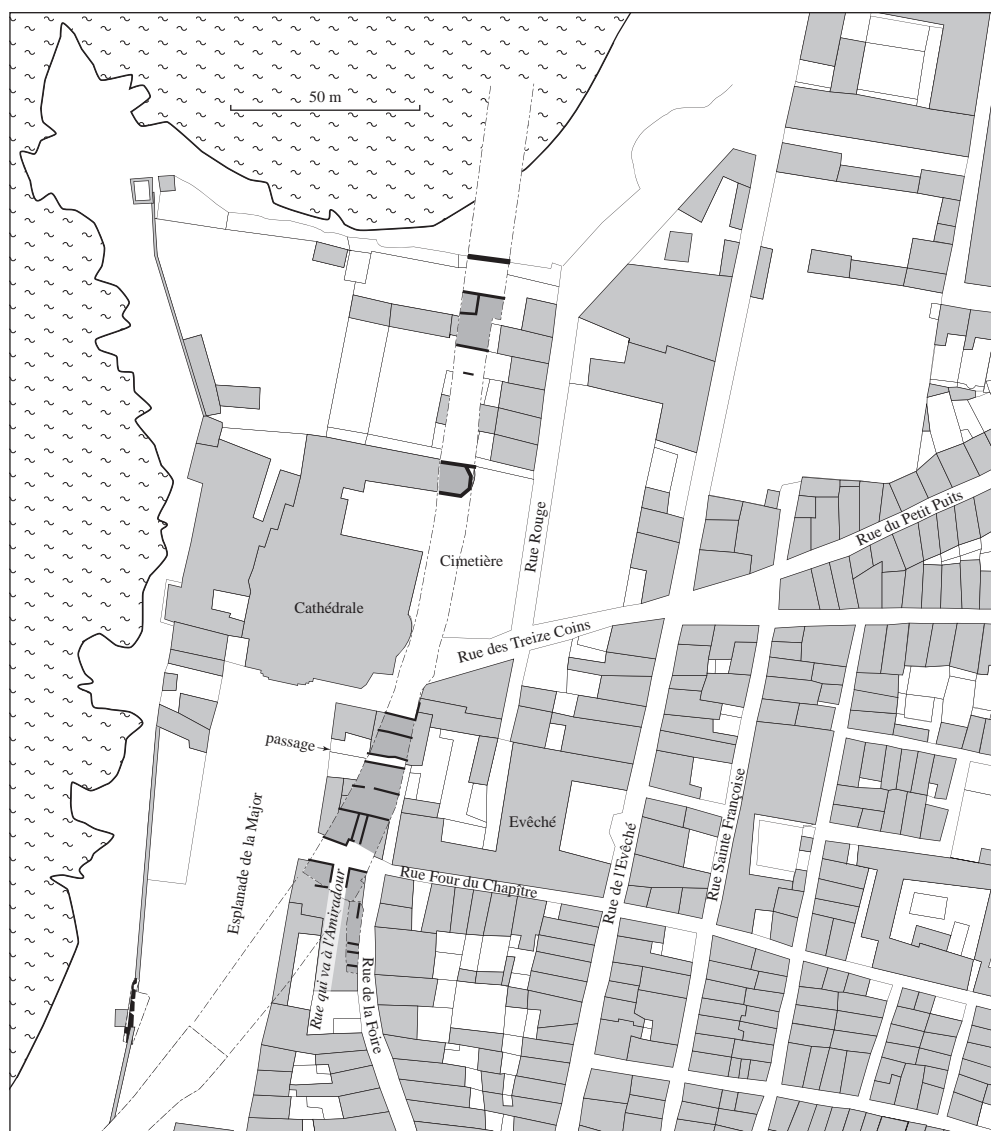 50 m
Rue du Petit Puits
Rue Rouge
Cimetière
Cathédrale
Rue des Treize Coins
passage
Evêché
Esplanade de la Major
Rue de l'Evêché
Rue Sainte Françoise
Rue Four du Chapitre
Rue qui va à l'Amiradour
Rue de la Foire